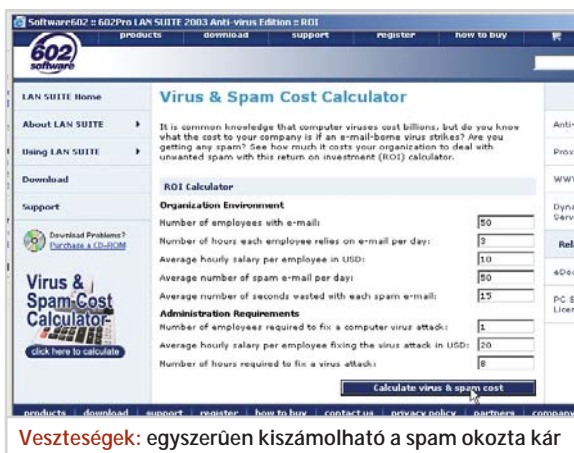 Software602 :: 602Pro LAN SUITE 2003 Anti-virus Edition :: ROI
products download support register how to buy
602 software
LAN SUITE Home
About LAN SUITE
Using LAN SUITE
Download
Support
Download Problems?
Purchase a CD-ROM
Virus &
Spam Cost
Calculator
click here to calculate
Virus & Spam Cost Calculator
It is common knowledge that computer viruses cost billions, but do you know
what the cost to your company is if an e-mail-borne virus strikes? Are you
getting any spam? See how much it costs your organization to deal with
unwanted spam with this return on investment (ROI) calculator.
ROI Calculator
Organization Environment
Number of employees with e-mail: 50
Number of hours each employee relies on e-mail per day: 3
Average hourly salary per employee in USD: 10
Average number of spam e-mail per day: 50
Average number of seconds wasted with each spam e-mail: 15
Administration Requirements
Number of employees required to fix a computer virus attack: 1
Average hourly salary per employee fixing the virus attack in USD: 20
Number of hours required to fix a virus attack: 8
Calculate virus & spam cost
Anti-
Prox
WWW
Dyna
Serv
Rel
eDoc
PC S
Licen
products download support register how to buy contact us privacy policy partners company
Veszteségek: egyszerûen kiszámolható a spam okozta kár